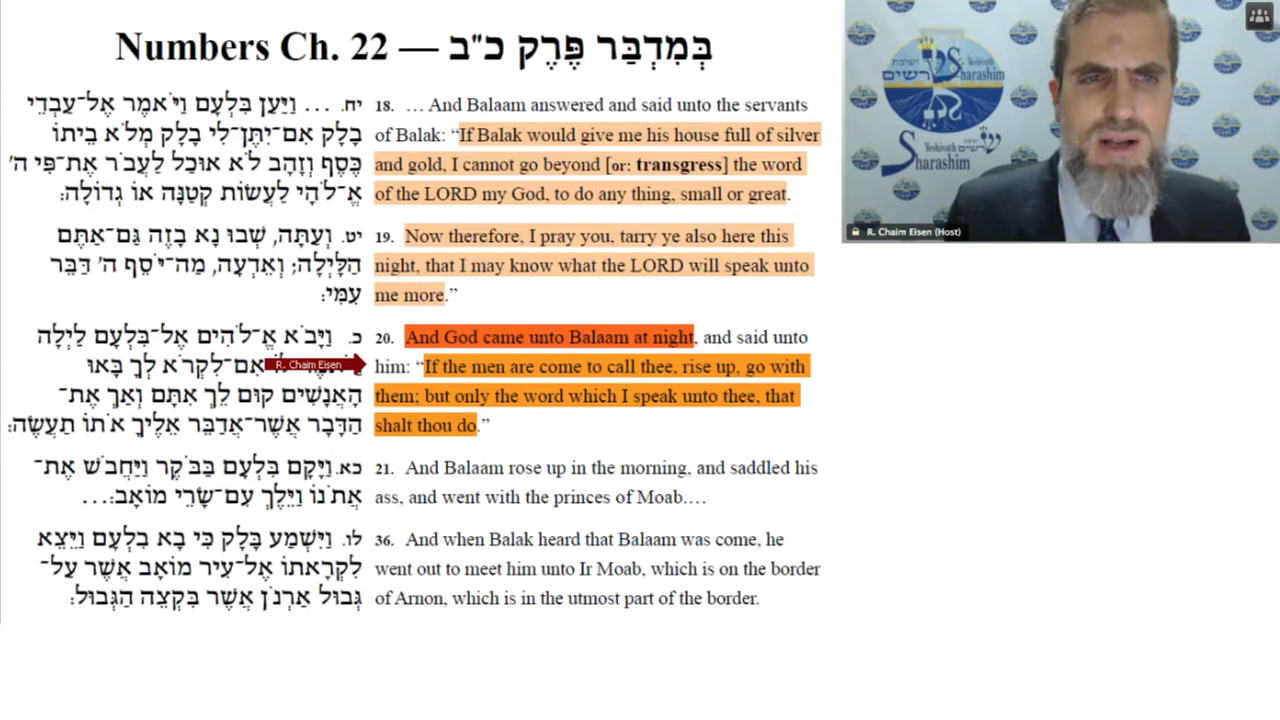 Numbers Ch. 22 — בְּמִדְבַּר פֶּרֶק כ"ב
יח. ... וַיַּעַן בִּלְעָם וַיֹּאמֶר אֶל־עַבְדֵי
בָלָק אִם־יִתֶּן־לִי בָלָק מְלֹא בֵיתוֹ
כֶּסֶף וְזָהָב לֹא אוּכַל לַעֲבֹר אֶת־פִּי ה'
אֱ־לֹהָי לַעֲשׂוֹת קְטַנָּה אוֹ גְדוֹלָה:
18. … And Balaam answered and said unto the servants
of Balak: “If Balak would give me his house full of silver
and gold, I cannot go beyond [or: transgress] the word
of the LORD my God, to do any thing, small or great.
יט. וְעַתָּה, שְׁבוּ נָא בָזֶה גַּם־אַתֶּם
הַלָּיְלָה; וְאֵדְעָה, מַה־יֹּסֵף ה' דַּבֵּר
עִמִּי:
19. Now therefore, I pray you, tarry ye also here this
night, that I may know what the LORD will speak unto
me more.”
כ. וַיָּבֹא אֱ־לֹהִים אֶל־בִּלְעָם לַיְלָה
אִם־לִקְרֹא לְךָ בָּאוּ
הָאֲנָשִׁים קוּם לֵךְ אִתָּם וְאַךְ אֶת־
הַדָּבָר אֲשֶׁר־אֲדַבֵּר אֵלֶיךָ אֹתוֹ תַעֲשֶׂה:
20. And God came unto Balaam at night, and said unto
him: “If the men are come to call thee, rise up, go with
them; but only the word which I speak unto thee, that
shalt thou do.”
R. Chaim Eisen
כא. וַיָּקָם בִּלְעָם בַּבֹּקֶר וַיַּחֲבֹשׁ אֶת־
אֲתֹנוֹ וַיֵּלֶךְ עִם־שָׂרֵי מוֹאָב:...
21. And Balaam rose up in the morning, and saddled his
ass, and went with the princes of Moab.…
לו. וַיִּשְׁמַע בָּלָק כִּי בָא בִלְעָם וַיֵּצֵא
לִקְרָאתוֹ אֶל־עִיר מוֹאָב אֲשֶׁר עַל־
גְּבוּל אַרְנֹן אֲשֶׁר בִּקְצֵה הַגְּבוּל:
36. And when Balak heard that Balaam was come, he
went out to meet him unto Ir Moab, which is on the border
of Arnon, which is in the utmost part of the border.
ישיבת
שרשים
Yeshivath
Sharashim
Yeshivath ישיבת
Sharashim שרשים
R. Chaim Eisen (Host)